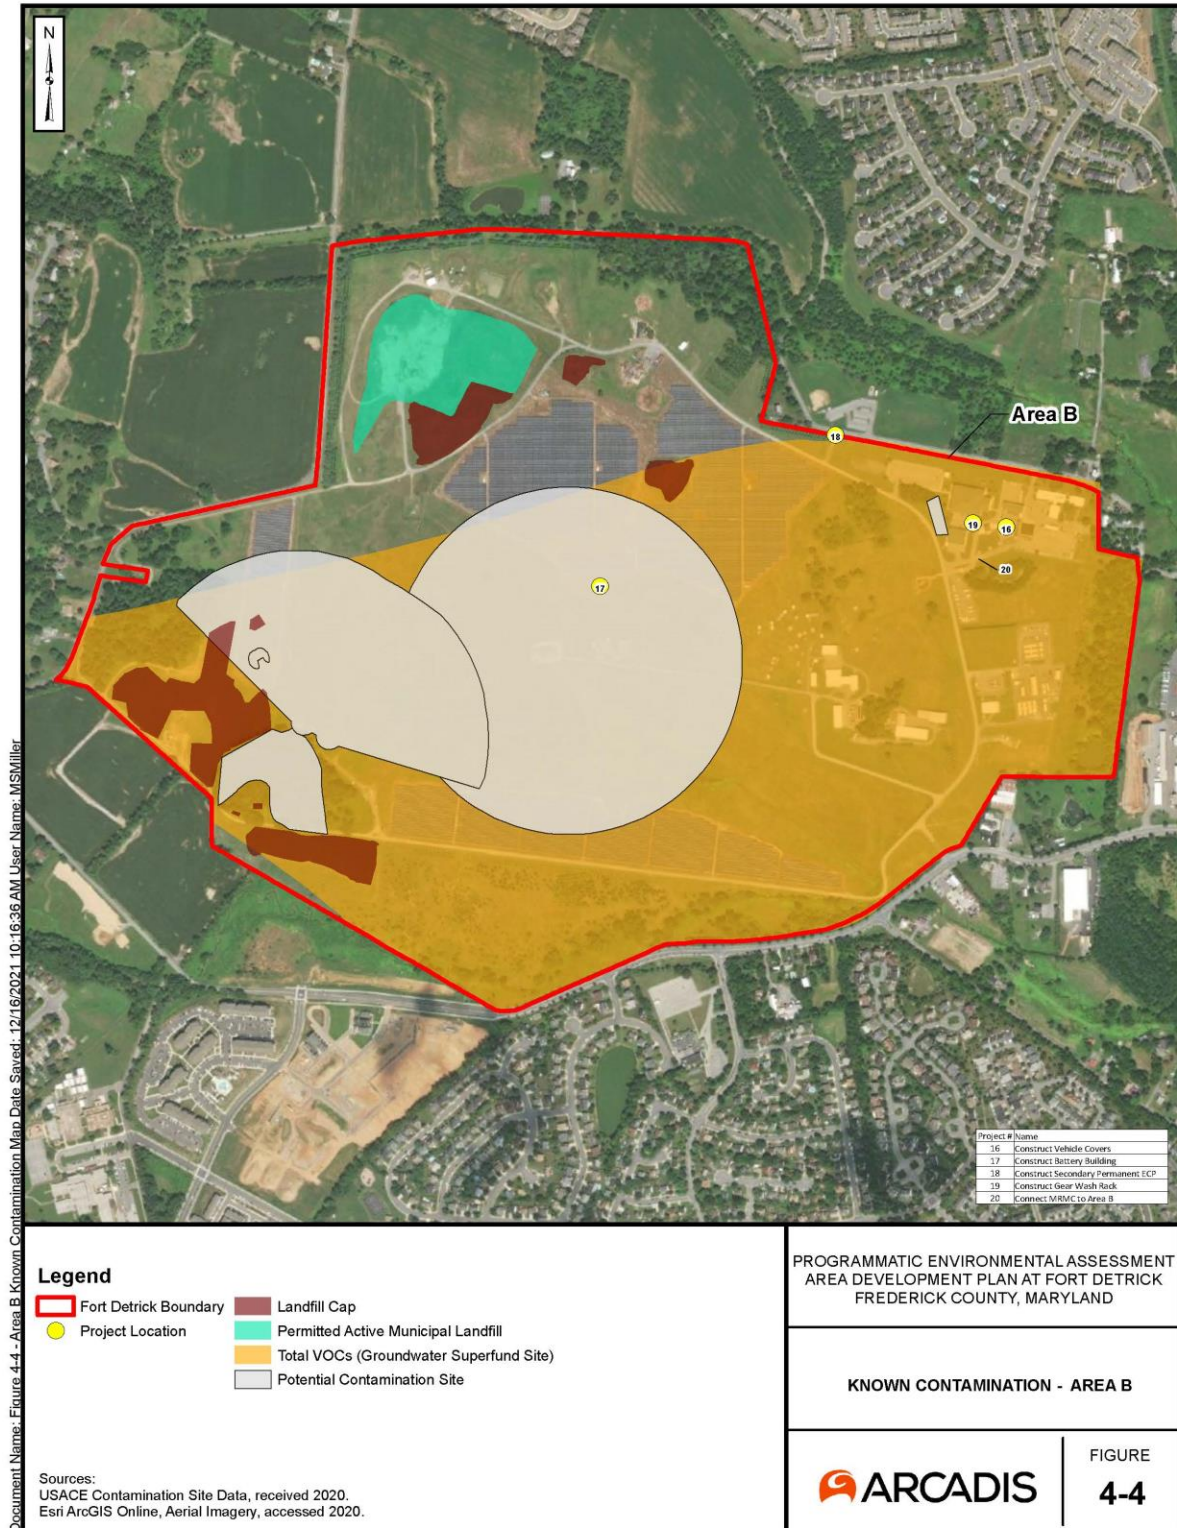 N
Area B
18
19
16
20
17
Project # Name
16 Construct Vehicle Covers
17 Construct Battery Building
18 Construct Secondary Permanent ECP
19 Construct Gear Wash Rack
20 Connect MRMC to Area B
Document Name: Figure 4-4 - Area B Known Contamination Map Date Saved: 12/16/2021 10:16:36 AM User Name: MSMiller
Legend
Fort Detrick Boundary
Project Location
Landfill Cap
Permitted Active Municipal Landfill
Total VOCs (Groundwater Superfund Site)
Potential Contamination Site
Sources:
USACE Contamination Site Data, received 2020.
Esri ArcGIS Online, Aerial Imagery, accessed 2020.
PROGRAMMATIC ENVIRONMENTAL ASSESSMENT
AREA DEVELOPMENT PLAN AT FORT DETRICK
FREDERICK COUNTY, MARYLAND
KNOWN CONTAMINATION - AREA B
ARCADIS
FIGURE
4-4